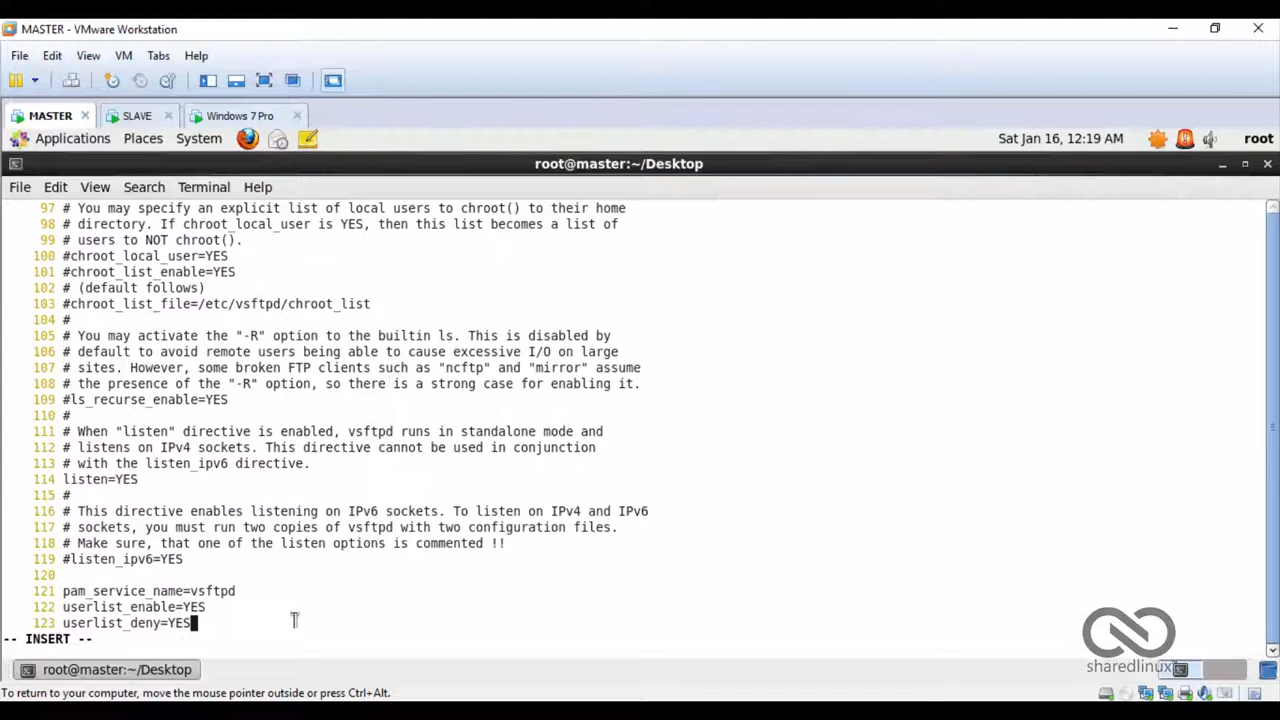 MASTER - VMware Workstation
File Edit View VM Tabs Help
MASTER SLAVE Windows 7 Pro
Applications Places System Sat Jan 16, 12:19 AM root
root@master:~/Desktop
File Edit View Search Terminal Help
97 # You may specify an explicit list of local users to chroot() to their home
98 # directory. If chroot_local_user is YES, then this list becomes a list of
99 # users to NOT chroot().
100 #chroot_local_user=YES
101 #chroot_list_enable=YES
102 # (default follows)
103 #chroot_list_file=/etc/vsftpd/chroot_list
104 #
105 # You may activate the "-R" option to the builtin ls. This is disabled by
106 # default to avoid remote users being able to cause excessive I/O on large
107 # sites. However, some broken FTP clients such as "ncftp" and "mirror" assume
108 # the presence of the "-R" option, so there is a strong case for enabling it.
109 #ls_recurse_enable=YES
110 #
111 # When "listen" directive is enabled, vsftpd runs in standalone mode and
112 # listens on IPv4 sockets. This directive cannot be used in conjunction
113 # with the listen_ipv6 directive.
114 listen=YES
115 #
116 # This directive enables listening on IPv6 sockets. To listen on IPv4 and IPv6
117 # sockets, you must run two copies of vsftpd with two configuration files.
118 # Make sure, that one of the listen options is commented !!
119 #listen_ipv6=YES
120
121 pam_service_name=vsftpd
122 userlist_enable=YES
123 userlist_deny=YES
-- INSERT --
sharedlinux
root@master:~/Desktop
To return to your computer, move the mouse pointer outside or press Ctrl+Alt.